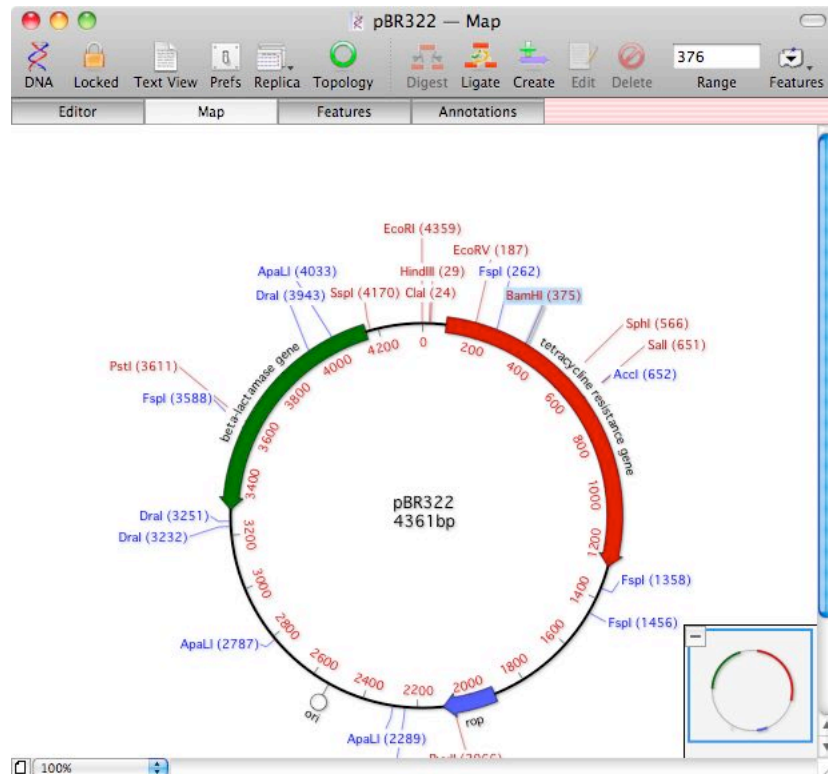 pBR322 — Map
DNA Locked Text View Prefs Replica Topology Digest Ligate Create Edit Delete 376 Range Features
Editor Map Features Annotations
EcoRI (4359)
EcoRV (187)
ApaLI (4033) HindIII (29) FspI (262)
DraI (3943) SspI (4170) ClaI (24) BamHI (375)
SphI (566)
SalI (651)
PstI (3611) AccI (652)
FspI (3588)
beta-lactamase gene
tetracycline resistance gene
0
200
400
600
800
1000
1200
1400
1600
1800
2000
2200
2400
2600
2800
3000
3200
3400
3600
3800
4000
4200
pBR322
4361bp
DraI (3251)
DraI (3232)
FspI (1358)
FspI (1456)
ApaLI (2787)
ori
rop
ApaLI (2289)
100%